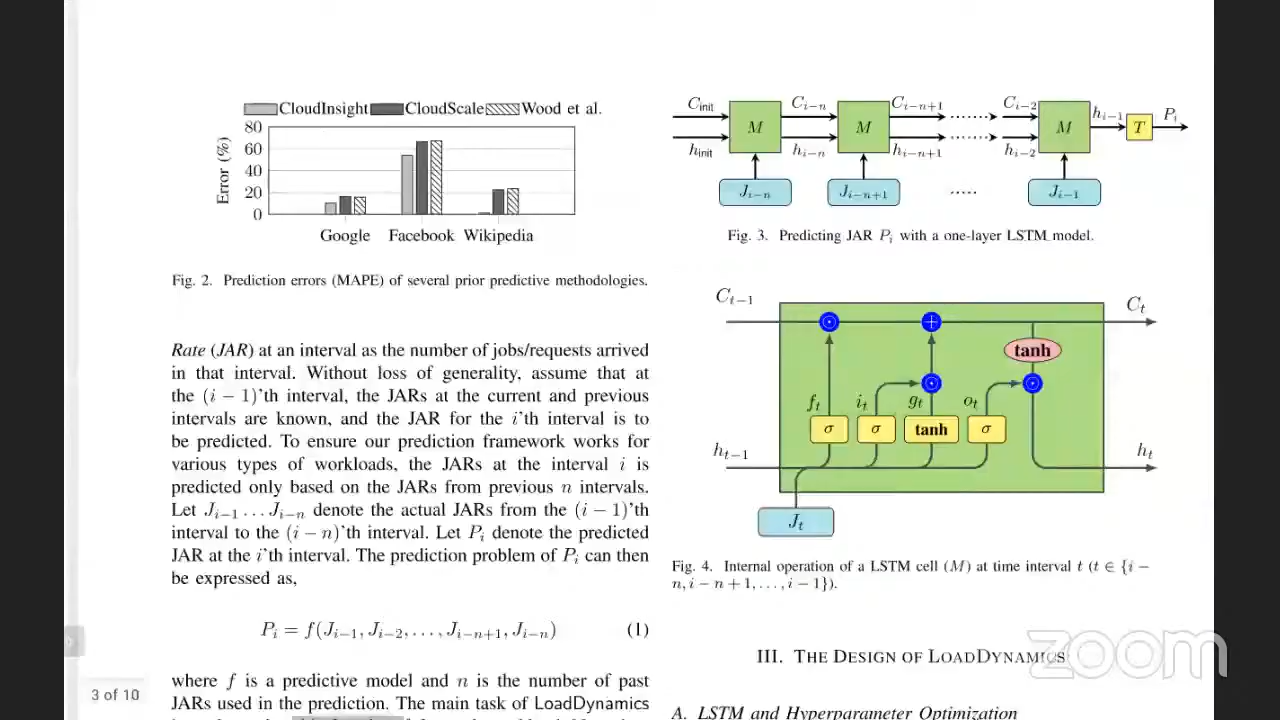 CloudInsight CloudScale Wood et al.
80
60
40
20
0
Error (%)
Google Facebook Wikipedia
Fig. 2. Prediction errors (MAPE) of several prior predictive methodologies.
Rate (JAR) at an interval as the number of jobs/requests arrived
in that interval. Without loss of generality, assume that at
the (i − 1)'th interval, the JARs at the current and previous
intervals are known, and the JAR for the i'th interval is to
be predicted. To ensure our prediction framework works for
various types of workloads, the JARs at the interval i is
predicted only based on the JARs from previous n intervals.
Let J_{i−1} . . . J_{i−n} denote the actual JARs from the (i − 1)'th
interval to the (i − n)'th interval. Let P_i denote the predicted
JAR at the i'th interval. The prediction problem of P_i can then
be expressed as,
P_i = f(J_{i−1}, J_{i−2}, . . . , J_{i−n+1}, J_{i−n}) (1)
where f is a predictive model and n is the number of past
JARs used in the prediction. The main task of LoadDynamics
3 of 10
C_init C_{i−n} C_{i−n+1} C_{i−2}
M M M h_{i−1} T P_i
h_init h_{i−n} h_{i−n+1} h_{i−2}
J_{i−n} J_{i−n+1} ..... J_{i−1}
Fig. 3. Predicting JAR P_i with a one-layer LSTM model.
C_{t−1} C_t
tanh
f_t i_t g_t o_t
σ σ tanh σ
h_{t−1} h_t
J_t
Fig. 4. Internal operation of a LSTM cell (M) at time interval t (t ∈ {i −
n, i − n + 1, . . . , i − 1}).
III. THE DESIGN OF LOADDYNAMICS
A. LSTM and Hyperparameter Optimization
zoom